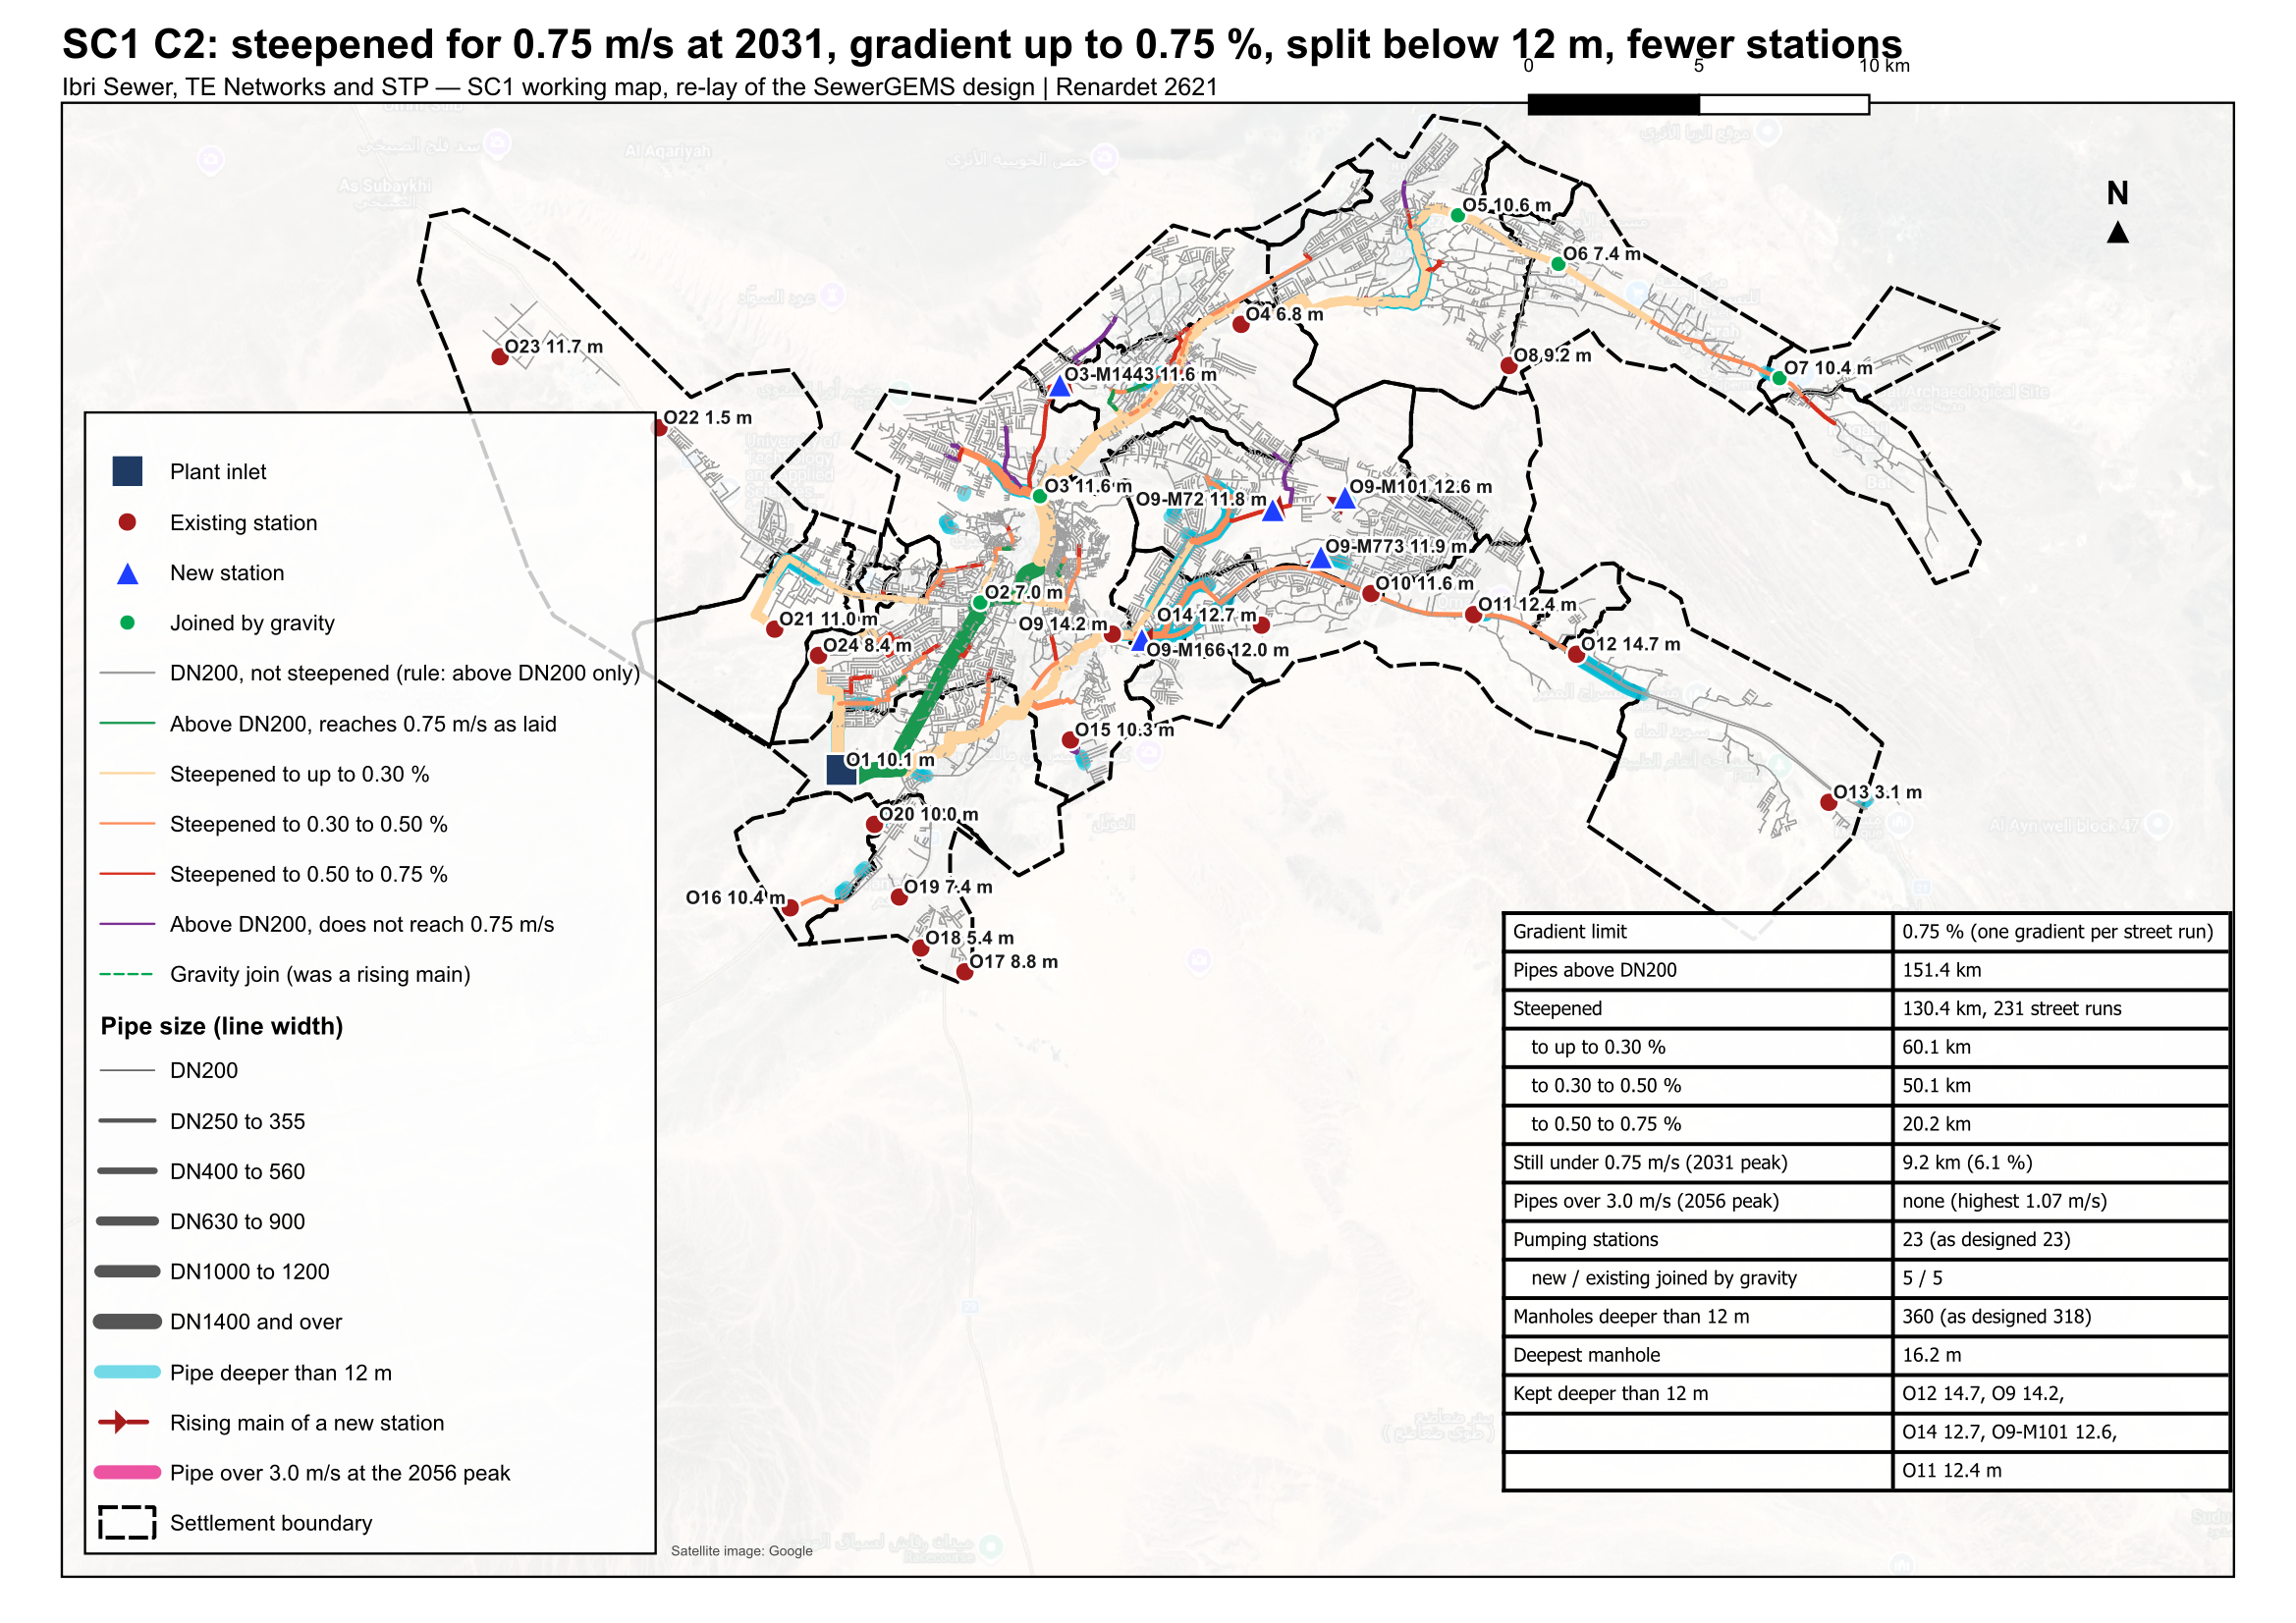 SC1 C2: steepened for 0.75 m/s at 2031, gradient up to 0.75 %, split below 12 m, fewer stations
Ibri Sewer, TE Networks and STP — SC1 working map, re-lay of the SewerGEMS design | Renardet 2621
0 5 10 km
N
Al Aqariyah
As Subaykhi
الصبيخي
O5 10.6 m
O6 7.4 m
O4 6.8 m
O23 11.7 m
O8 9.2 m
O7 10.4 m
O3-M1443 11.6 m
O22 1.5 m
O3 11.6 m
O9-M72 11.8 m
O9-M101 12.6 m
O9-M773 11.9 m
O10 11.6 m
O2 7.0 m
O11 12.4 m
O21 11.0 m
O9 14.2 m
O14 12.7 m
O24 8.4 m
O9-M166 12.0 m
O12 14.7 m
O15 10.3 m
O1 10.1 m
O13 3.1 m
O20 10.0 m
Al Ayn well block 47
O16 10.4 m
O19 7.4 m
O18 5.4 m
O17 8.8 m
Bat
Plant inlet
Existing station
New station
Joined by gravity
DN200, not steepened (rule: above DN200 only)
Above DN200, reaches 0.75 m/s as laid
Steepened to up to 0.30 %
Steepened to 0.30 to 0.50 %
Steepened to 0.50 to 0.75 %
Above DN200, does not reach 0.75 m/s
Gravity join (was a rising main)
Pipe size (line width)
DN200
DN250 to 355
DN400 to 560
DN630 to 900
DN1000 to 1200
DN1400 and over
Pipe deeper than 12 m
Rising main of a new station
Pipe over 3.0 m/s at the 2056 peak
Settlement boundary
Gradient limit 0.75 % (one gradient per street run)
Pipes above DN200 151.4 km
Steepened 130.4 km, 231 street runs
to up to 0.30 % 60.1 km
to 0.30 to 0.50 % 50.1 km
to 0.50 to 0.75 % 20.2 km
Still under 0.75 m/s (2031 peak) 9.2 km (6.1 %)
Pipes over 3.0 m/s (2056 peak) none (highest 1.07 m/s)
Pumping stations 23 (as designed 23)
new / existing joined by gravity 5 / 5
Manholes deeper than 12 m 360 (as designed 318)
Deepest manhole 16.2 m
Kept deeper than 12 m O12 14.7, O9 14.2,
O14 12.7, O9-M101 12.6,
O11 12.4 m
Satellite image: Google